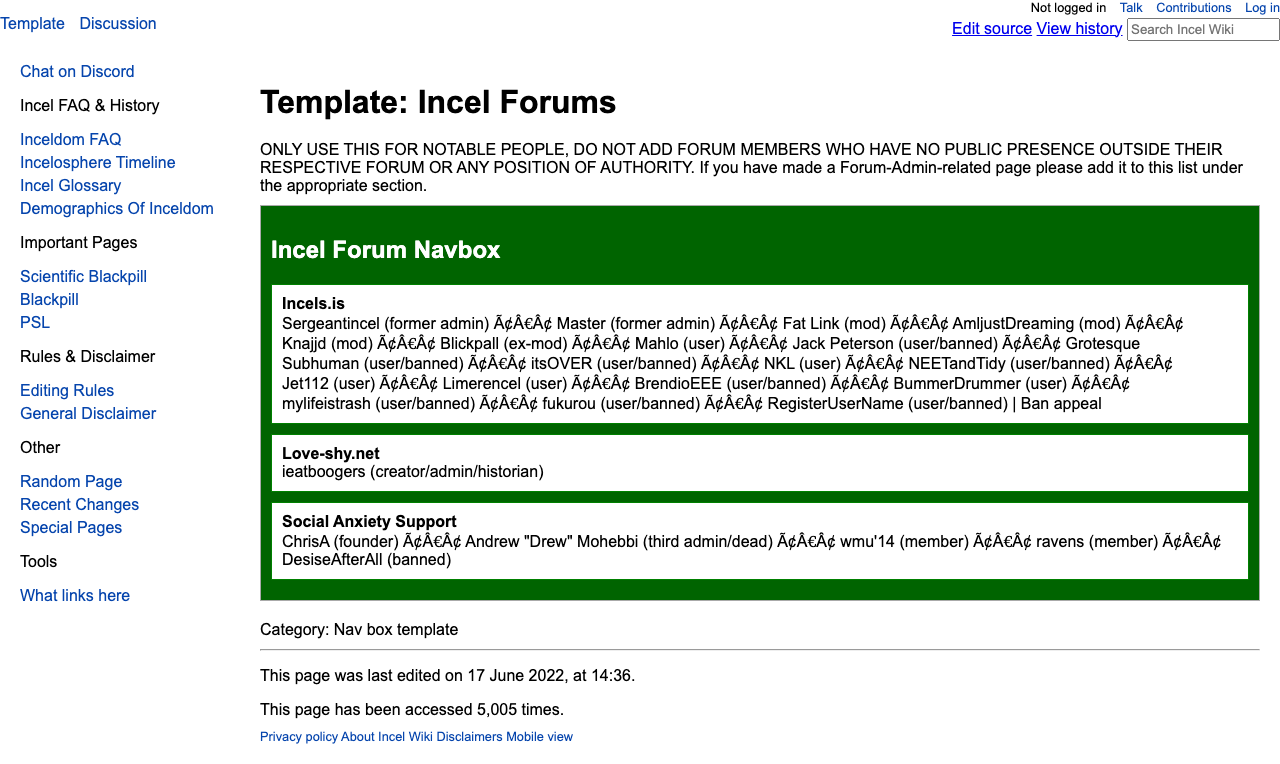 Not logged in Talk Contributions Log in
Template Discussion
Edit source View history Search Incel Wiki
Chat on Discord
Incel FAQ & History
Inceldom FAQ
Incelosphere Timeline
Incel Glossary
Demographics Of Inceldom
Important Pages
Scientific Blackpill
Blackpill
PSL
Rules & Disclaimer
Editing Rules
General Disclaimer
Other
Random Page
Recent Changes
Special Pages
Tools
What links here
Template: Incel Forums
ONLY USE THIS FOR NOTABLE PEOPLE, DO NOT ADD FORUM MEMBERS WHO HAVE NO PUBLIC PRESENCE OUTSIDE THEIR
RESPECTIVE FORUM OR ANY POSITION OF AUTHORITY. If you have made a Forum-Admin-related page please add it to this list under
the appropriate section.
Incel Forum Navbox
Incels.is
Sergeantincel (former admin) Ã¢Â€Â¢ Master (former admin) Ã¢Â€Â¢ Fat Link (mod) Ã¢Â€Â¢ AmIjustDreaming (mod) Ã¢Â€Â¢
Knajjd (mod) Ã¢Â€Â¢ Blickpall (ex-mod) Ã¢Â€Â¢ Mahlo (user) Ã¢Â€Â¢ Jack Peterson (user/banned) Ã¢Â€Â¢ Grotesque
Subhuman (user/banned) Ã¢Â€Â¢ itsOVER (user/banned) Ã¢Â€Â¢ NKL (user) Ã¢Â€Â¢ NEETandTidy (user/banned) Ã¢Â€Â¢
Jet112 (user) Ã¢Â€Â¢ Limerencel (user) Ã¢Â€Â¢ BrendioEEE (user/banned) Ã¢Â€Â¢ BummerDrummer (user) Ã¢Â€Â¢
mylifeistrash (user/banned) Ã¢Â€Â¢ fukurou (user/banned) Ã¢Â€Â¢ RegisterUserName (user/banned) | Ban appeal
Love-shy.net
ieatboogers (creator/admin/historian)
Social Anxiety Support
ChrisA (founder) Ã¢Â€Â¢ Andrew "Drew" Mohebbi (third admin/dead) Ã¢Â€Â¢ wmu'14 (member) Ã¢Â€Â¢ ravens (member) Ã¢Â€Â¢
DesiseAfterAll (banned)
Category: Nav box template
This page was last edited on 17 June 2022, at 14:36.
This page has been accessed 5,005 times.
Privacy policy About Incel Wiki Disclaimers Mobile view